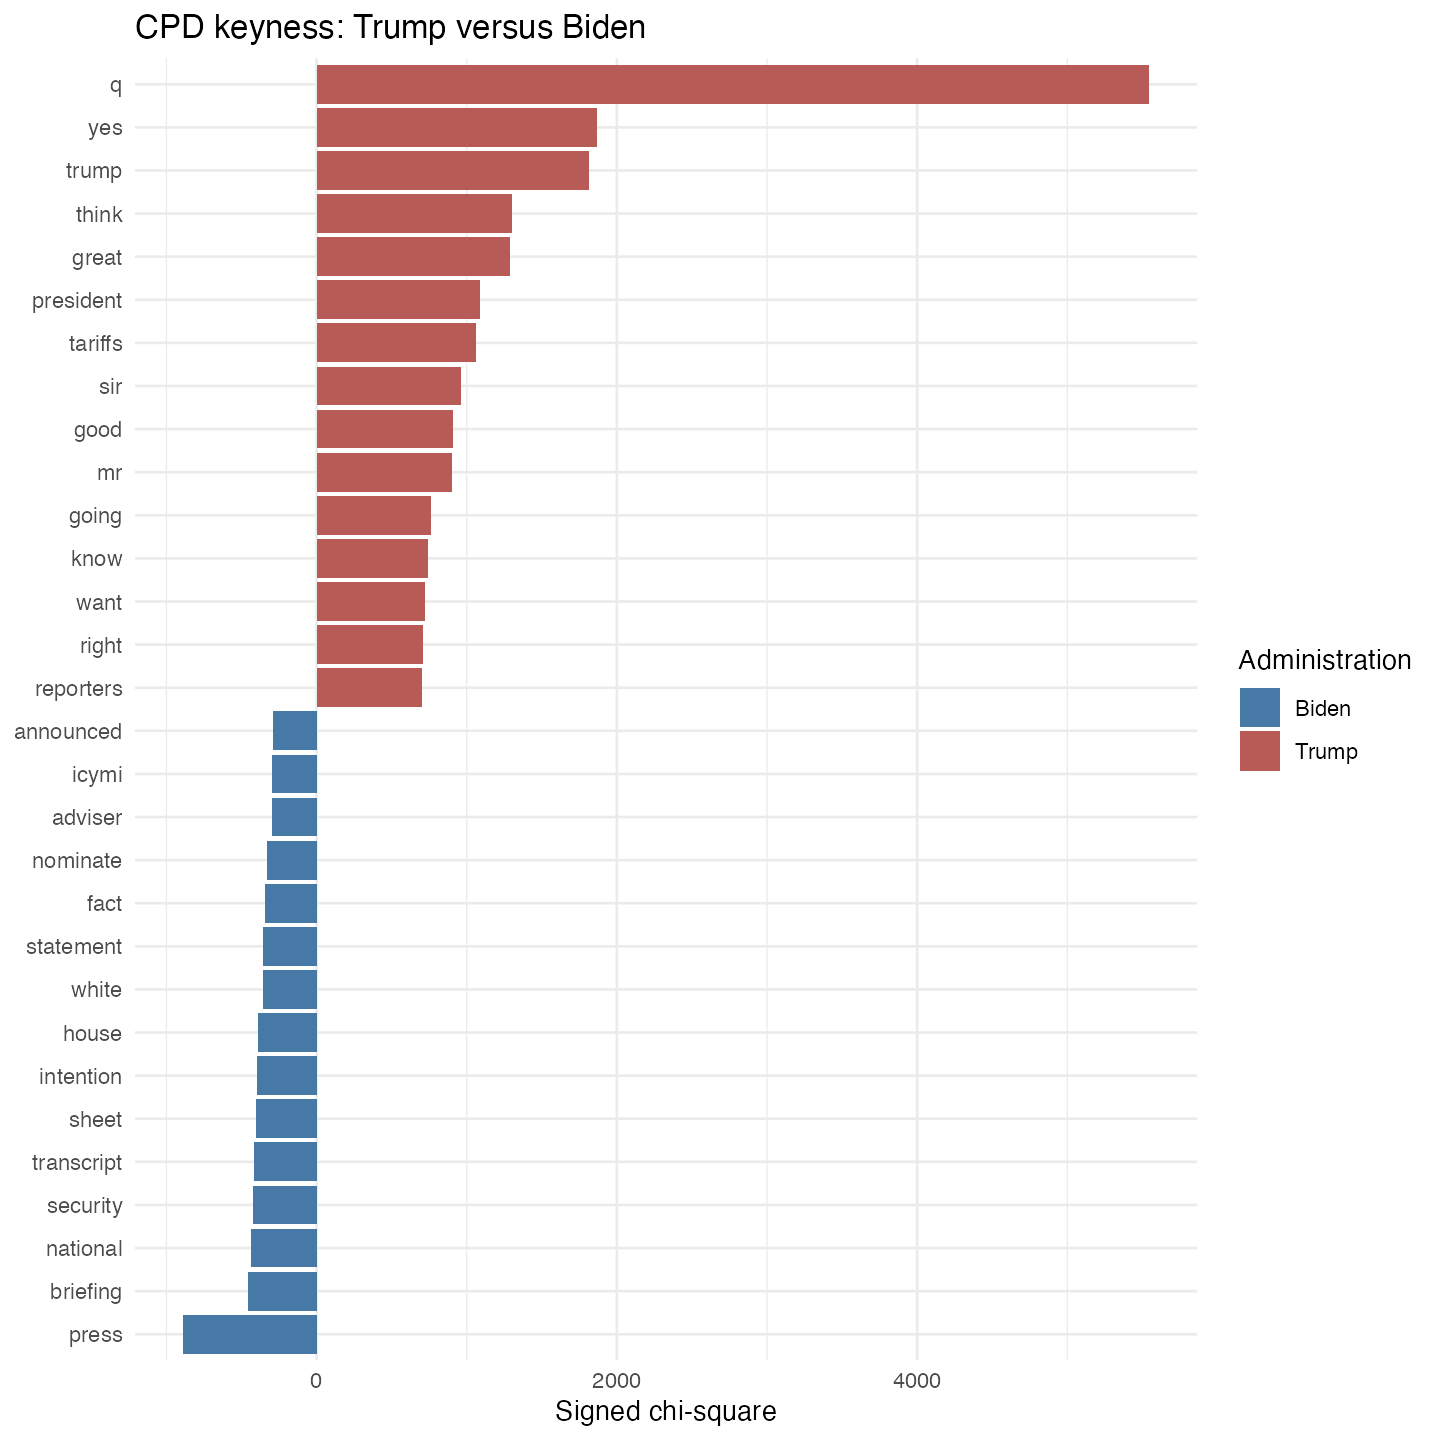 CPD keyness: Trump versus Biden
q
yes
trump
think
great
president
tariffs
sir
good
mr
going
know
want
right
reporters
announced
icymi
adviser
nominate
fact
statement
white
house
intention
sheet
transcript
security
national
briefing
press
0 2000 4000
Signed chi-square
Administration
Biden
Trump